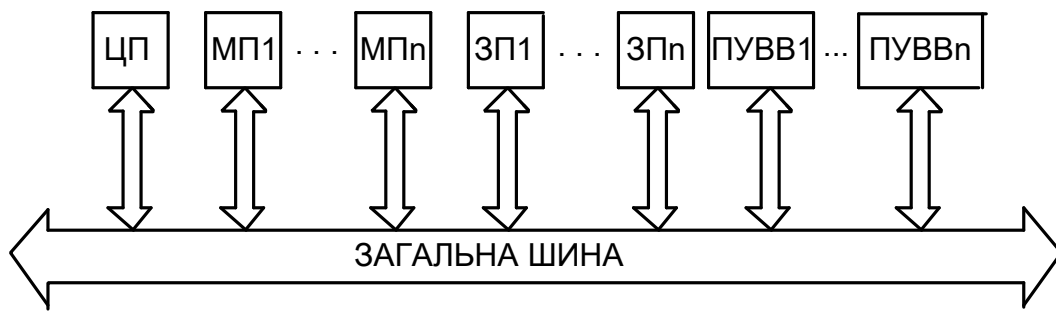 ЦП МП1 . . . МПn ЗП1 . . . ЗПn ПУВВ1 ... ПУВВn
ЗАГАЛЬНА ШИНА